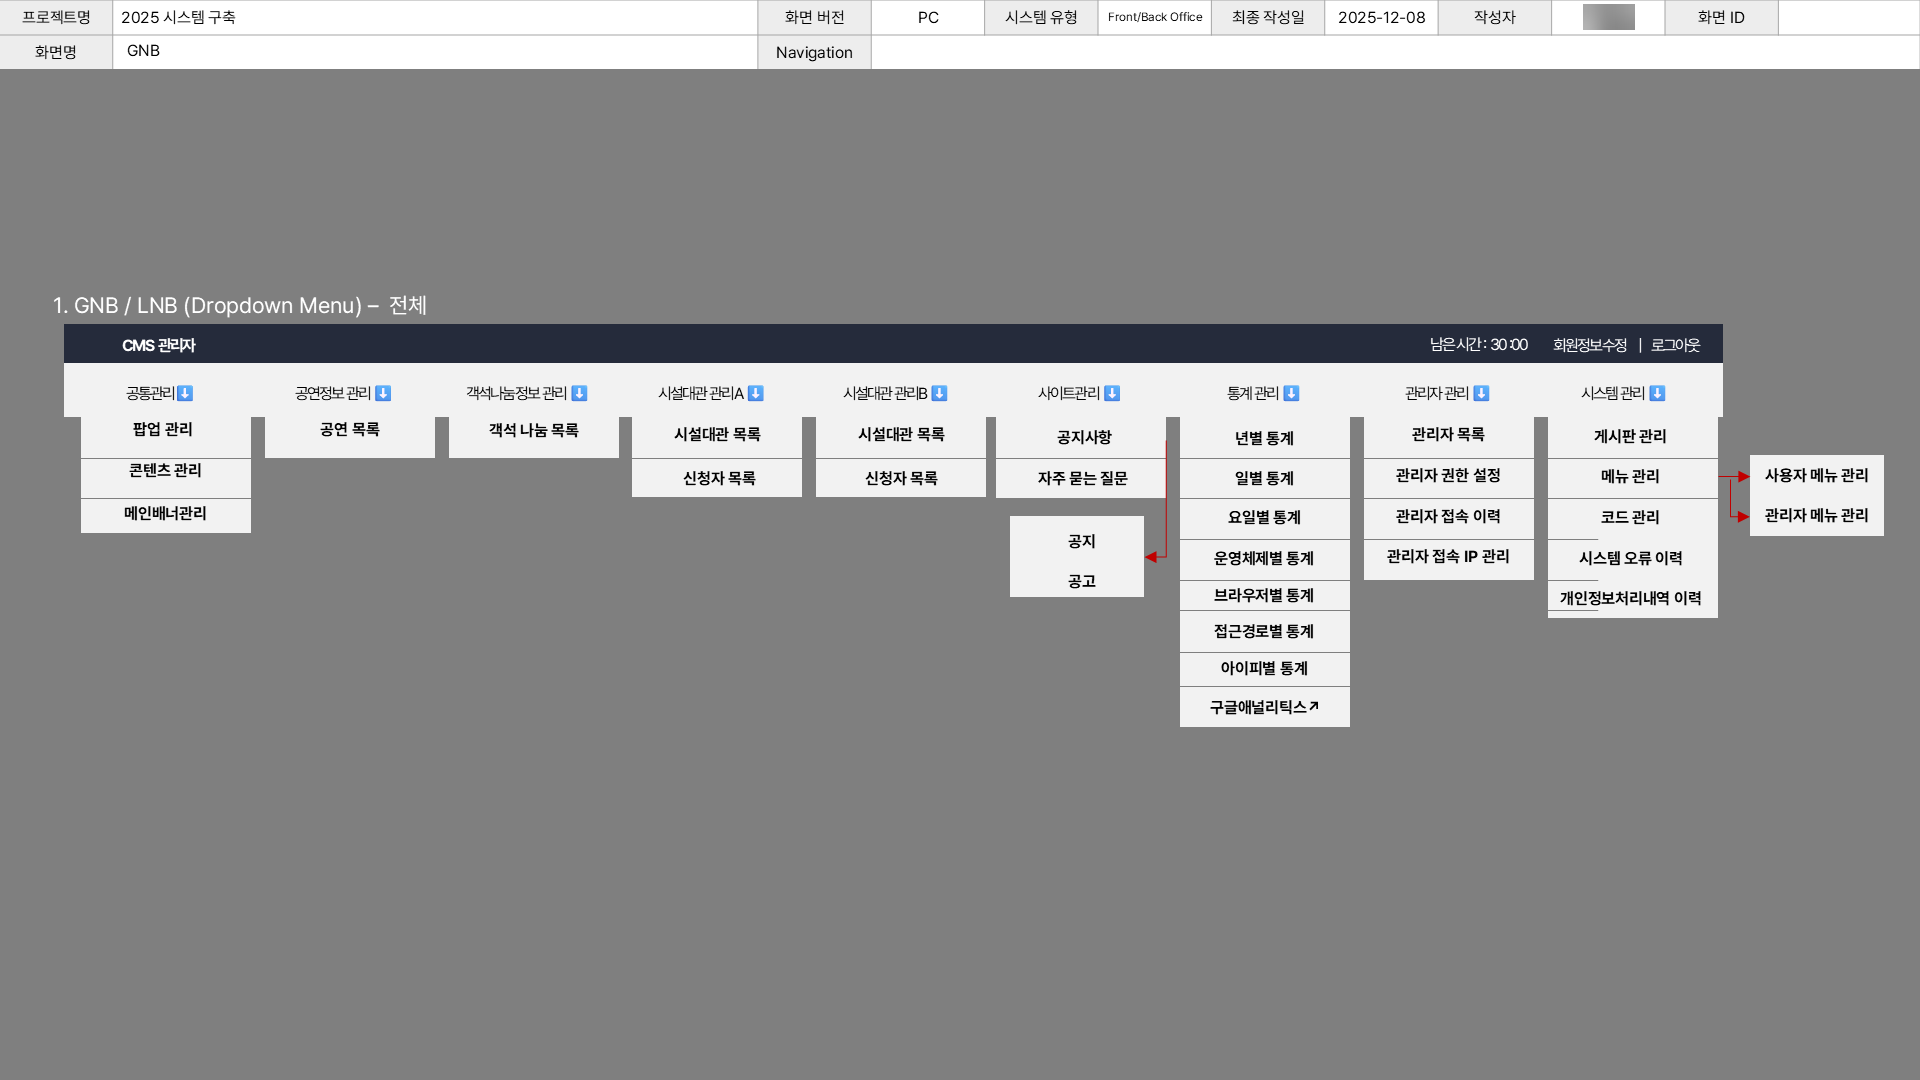 프로젝트명 2025 시스템 구축 화면 버전 PC 시스템 유형 Front/Back Office 최종 작성일 2025-12-08 작성자 화면 ID
화면명 GNB Navigation
1. GNB / LNB (Dropdown Menu) – 전체
CMS 관리자 남은시간 : 30 :00 회원정보수정 | 로그아웃
공통관리⬇️ 공연정보 관리 ⬇️ 객석나눔정보 관리 ⬇️ 시설대관 관리A ⬇️ 시설대관 관리B ⬇️ 사이트관리 ⬇️ 통계 관리 ⬇️ 관리자 관리 ⬇️ 시스템 관리 ⬇️
팝업 관리
콘텐츠 관리
메인배너관리
공연 목록
객석 나눔 목록
시설대관 목록
신청자 목록
시설대관 목록
신청자 목록
공지사항
자주 묻는 질문
공지
공고
년별 통계
일별 통계
요일별 통계
운영체제별 통계
브라우저별 통계
접근경로별 통계
아이피별 통계
구글애널리틱스↗
관리자 목록
관리자 권한 설정
관리자 접속 이력
관리자 접속 IP 관리
게시판 관리
메뉴 관리
코드 관리
시스템 오류 이력
개인정보처리내역 이력
사용자 메뉴 관리
관리자 메뉴 관리